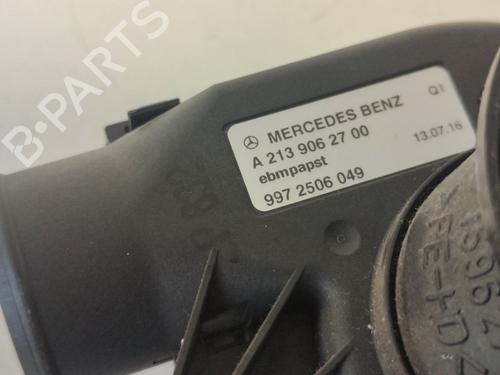 MERCEDES BENZ
Q1
A 213 906 27 00
13.07.16
ebmpapst
997 2506 049
B-PARTS